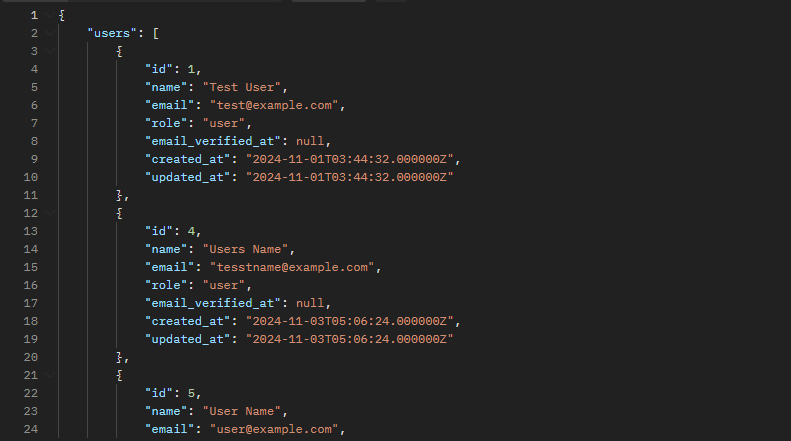 1 {
2 "users": [
3 {
4 "id": 1,
5 "name": "Test User",
6 "email": "test@example.com",
7 "role": "user",
8 "email_verified_at": null,
9 "created_at": "2024-11-01T03:44:32.000000Z",
10 "updated_at": "2024-11-01T03:44:32.000000Z"
11 },
12 {
13 "id": 4,
14 "name": "Users Name",
15 "email": "tesstname@example.com",
16 "role": "user",
17 "email_verified_at": null,
18 "created_at": "2024-11-03T05:06:24.000000Z",
19 "updated_at": "2024-11-03T05:06:24.000000Z"
20 },
21 {
22 "id": 5,
23 "name": "User Name",
24 "email": "user@example.com",